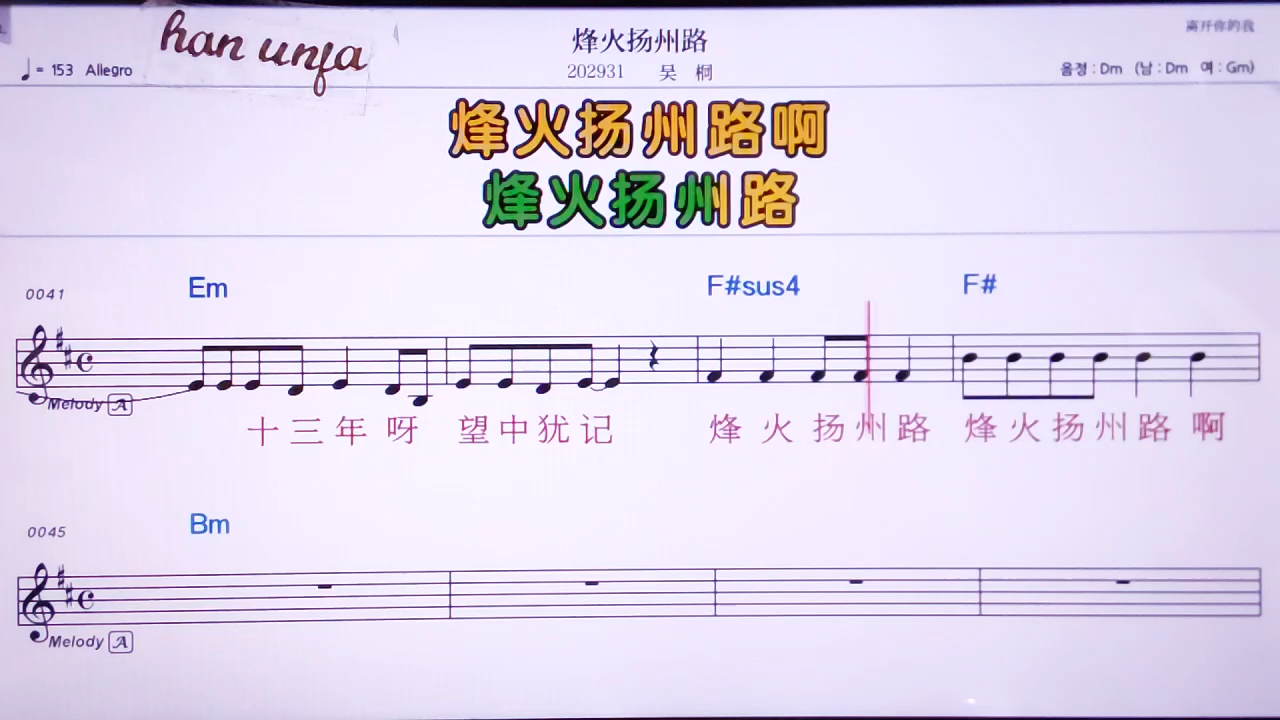 han unfa
烽火扬州路
离开你的我
♩= 153 Allegro
202931 吴 桐
음정 : Dm (남 : Dm 여 : Gm)
烽火扬州路啊
烽火扬州路
0041 Em F#sus4 F#
Melody A
十三年呀 望中犹记 烽火扬州路 烽火扬州路 啊
0045 Bm
Melody A